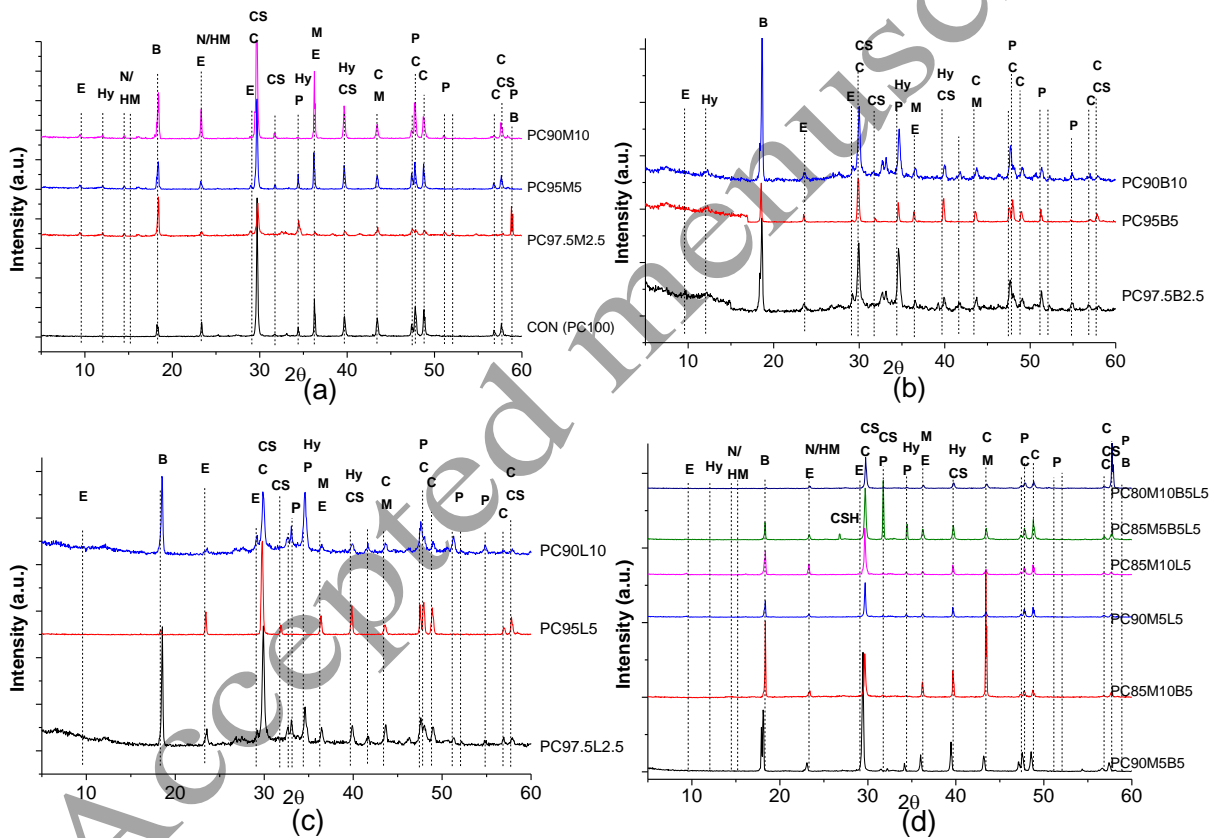 CS
C
M
E
P
C
B
N/HM
E
E
Hy
N/
HM
E
CS
Hy
P
Hy
CS
C
M
C
P
C
CS
C
P
B
PC90M10
PC95M5
PC97.5M2.5
CON (PC100)
Intensity (a.u.)
10 20 30 40 50 60
2θ
(a)
B
CS
C
P
C
E
Hy
E
E
CS
Hy
P
M
E
Hy
CS
C
M
C
P
P
C
CS
C
PC90B10
PC95B5
PC97.5B2.5
Intensity (a.u.)
10 20 30 40 50 60
2θ
(b)
E
B
E
CS
C
E
CS
P
Hy
P
M
E
Hy
CS
C
M
P
C
C
P
P
C
CS
E
C
PC90L10
PC95L5
PC97.5L2.5
Intensity (a.u.)
10 20 30 40 50 60
2θ
(c)
E
Hy
N/
HM
B
N/HM
E
CSH
E
CS
C
CS
P
Hy
P
M
E
Hy
CS
C
M
P
C
C
P
C
CS
C
P
B
PC80M10B5L5
PC85M5B5L5
PC85M10L5
PC90M5L5
PC85M10B5
PC90M5B5
Intensity (a.u.)
10 20 30 40 50 60
2θ
(d)
Accepted manusc